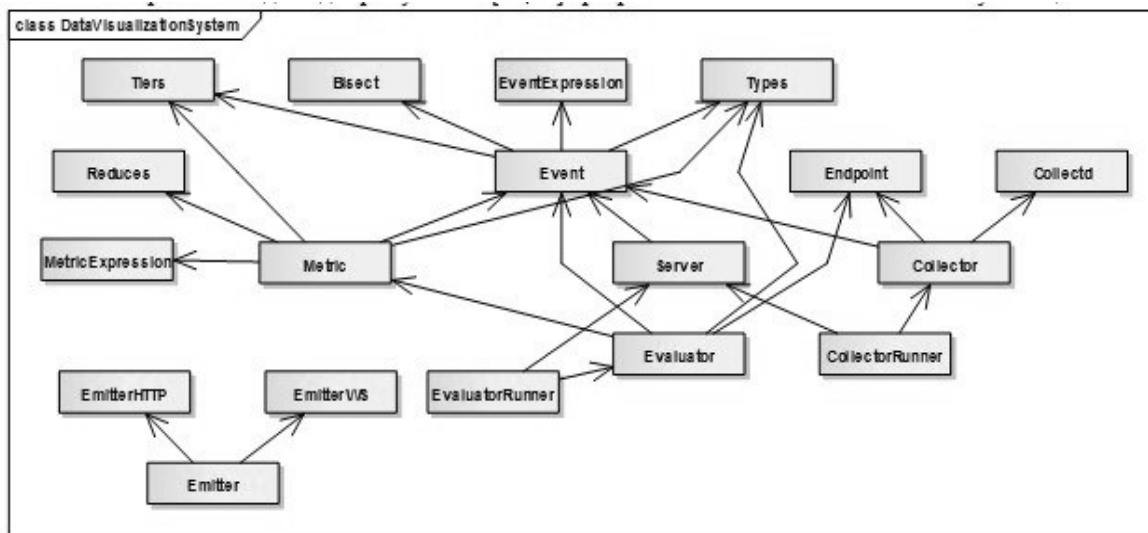 class DataVisualizationSystem
Tiers
Bisect
EventExpression
Types
Reduces
Event
Endpoint
Collectd
MetricExpression
Metric
Server
Collector
Evaluator
CollectorRunner
EmitterHTTP
EmitterWS
EvaluatorRunner
Emitter